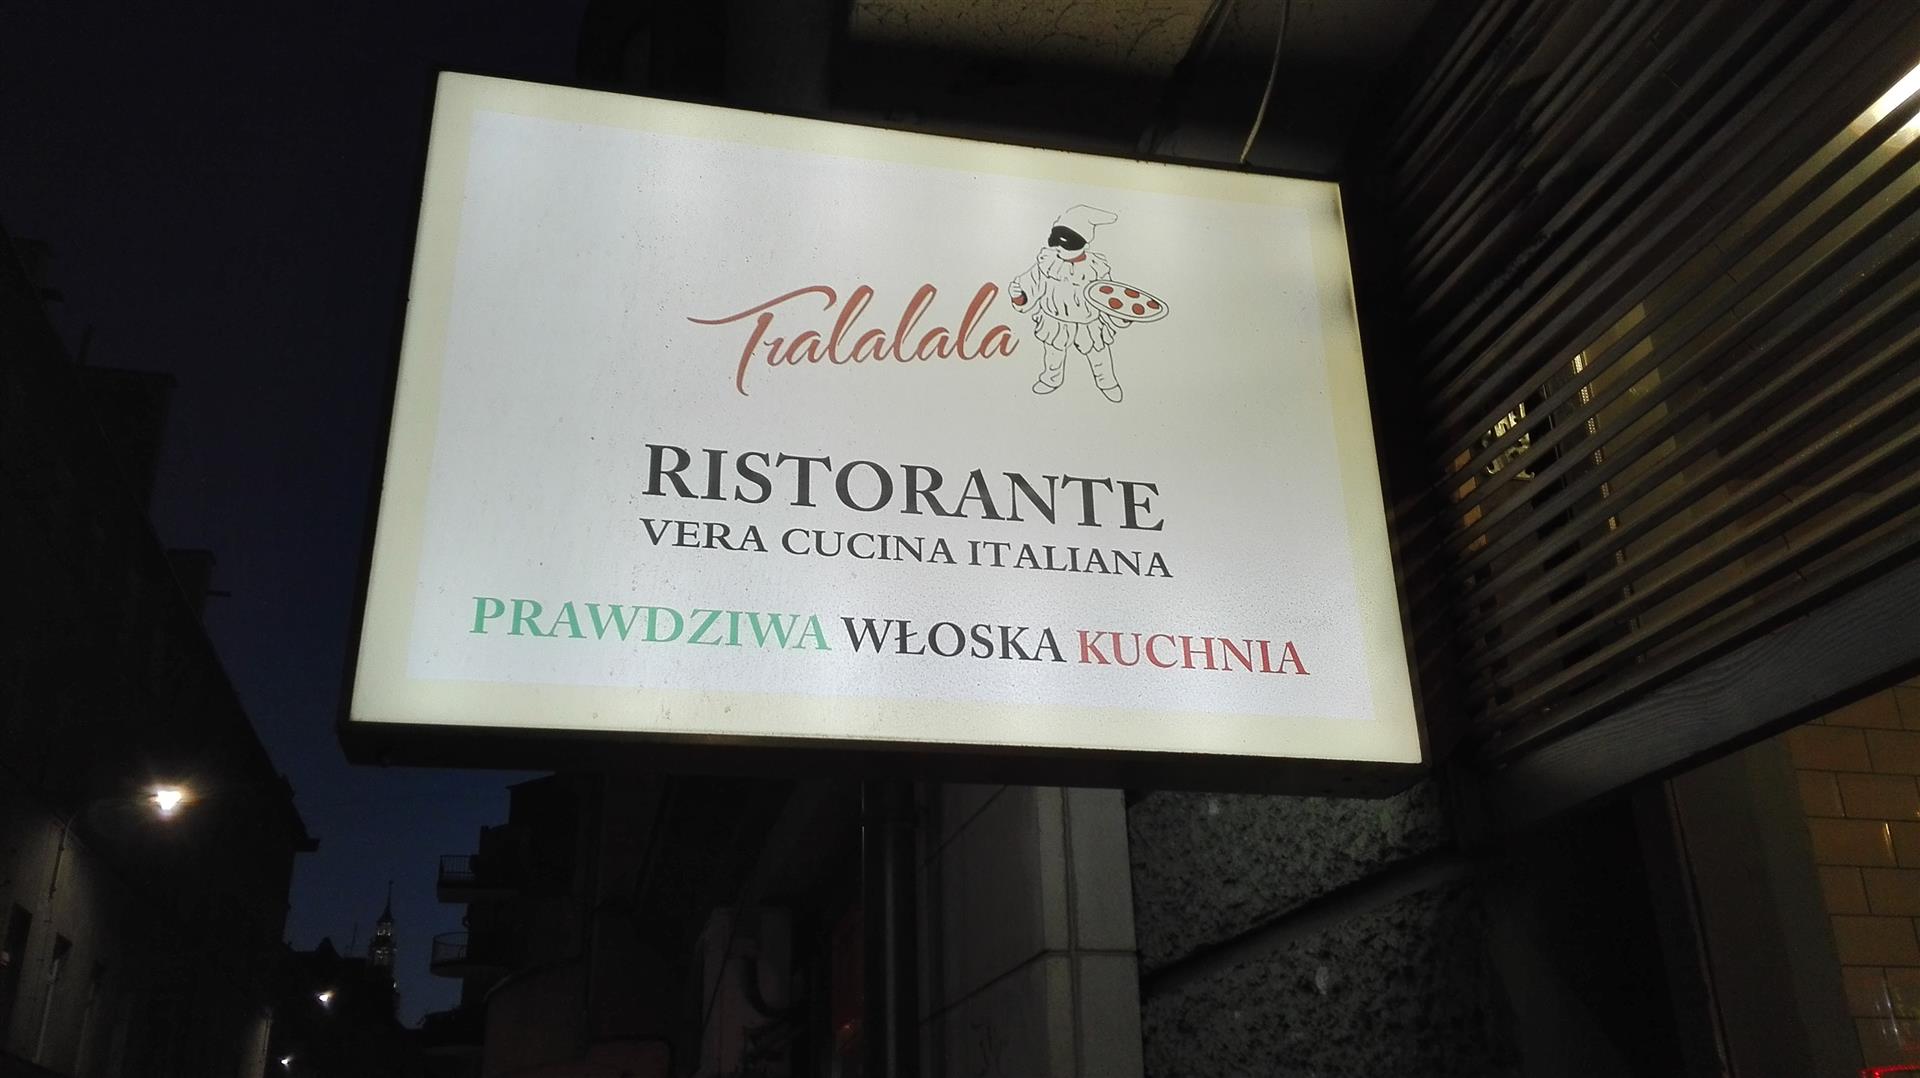 Tralalala
RISTORANTE
VERA CUCINA ITALIANA
PRAWDZIWA WŁOSKA KUCHNIA